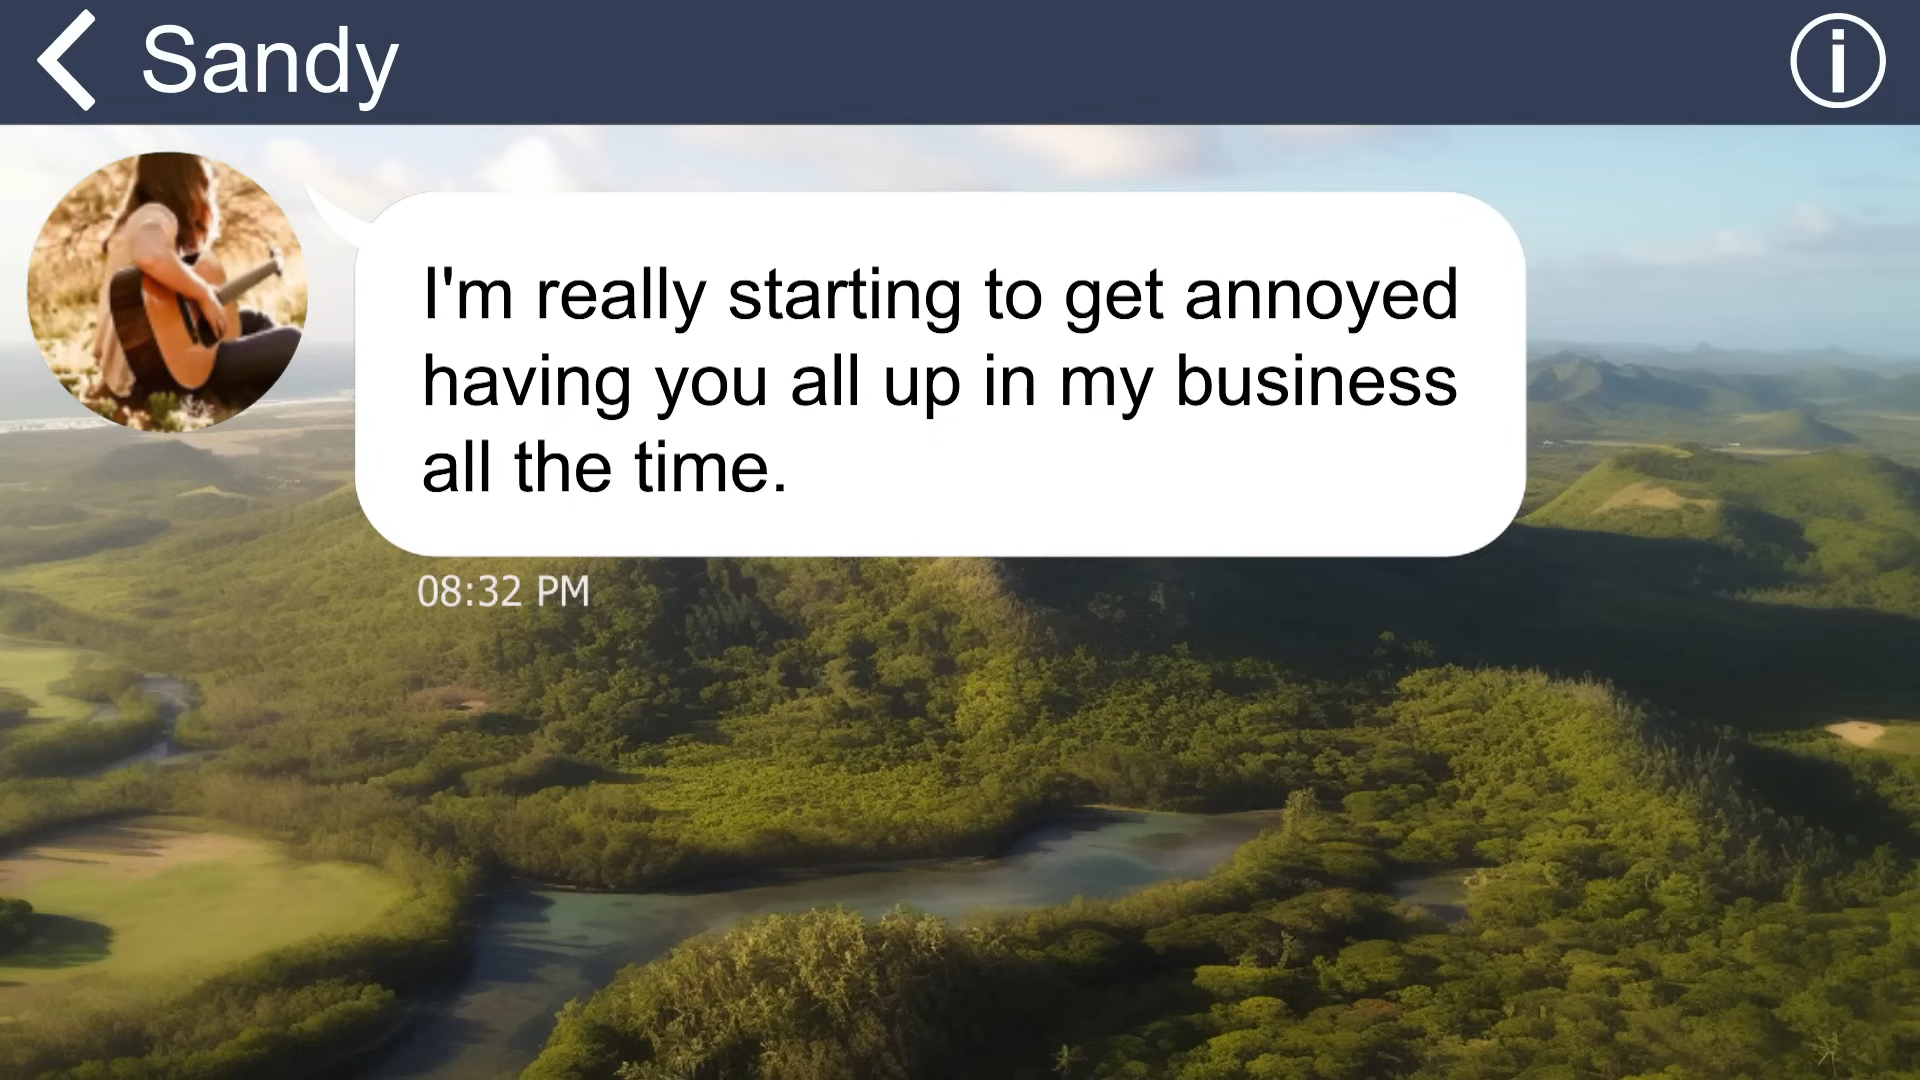 Sandy
I'm really starting to get annoyed
having you all up in my business
all the time.
08:32 PM